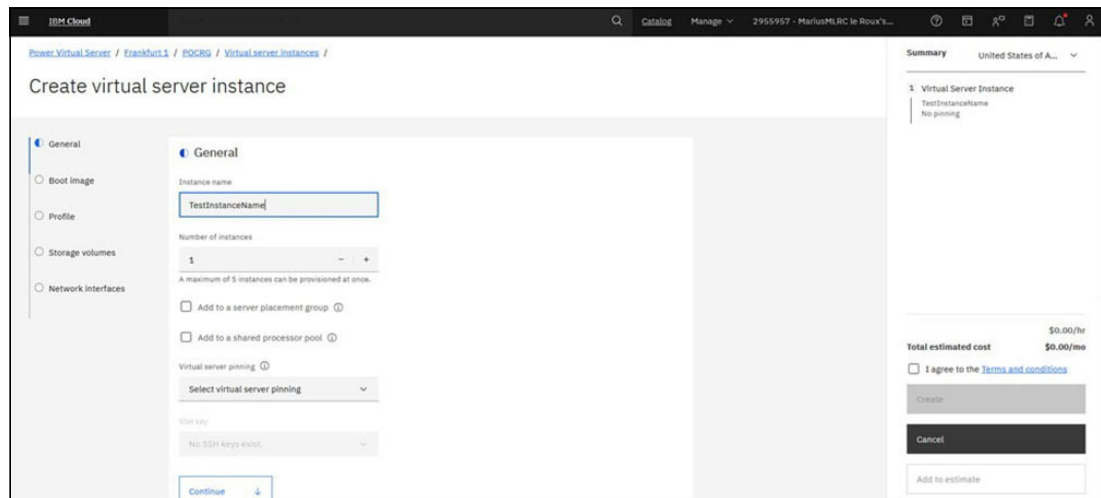 IBM Cloud
Catalog
Manage
2955957 - MariusMLRC le Roux's...
Power Virtual Server / Frankfurt 1 / POCRG / Virtual server instances /
Create virtual server instance
General
Boot image
Profile
Storage volumes
Network interfaces
General
Instance name
TestInstanceName
Number of instances
1
A maximum of 5 instances can be provisioned at once.
Add to a server placement group
Add to a shared processor pool
Virtual server pinning
Select virtual server pinning
SSH key
No SSH keys exist.
Continue
Summary
United States of A...
1 Virtual Server Instance
TestInstanceName
No pinning
$0.00/hr
Total estimated cost $0.00/mo
I agree to the Terms and conditions
Create
Cancel
Add to estimate